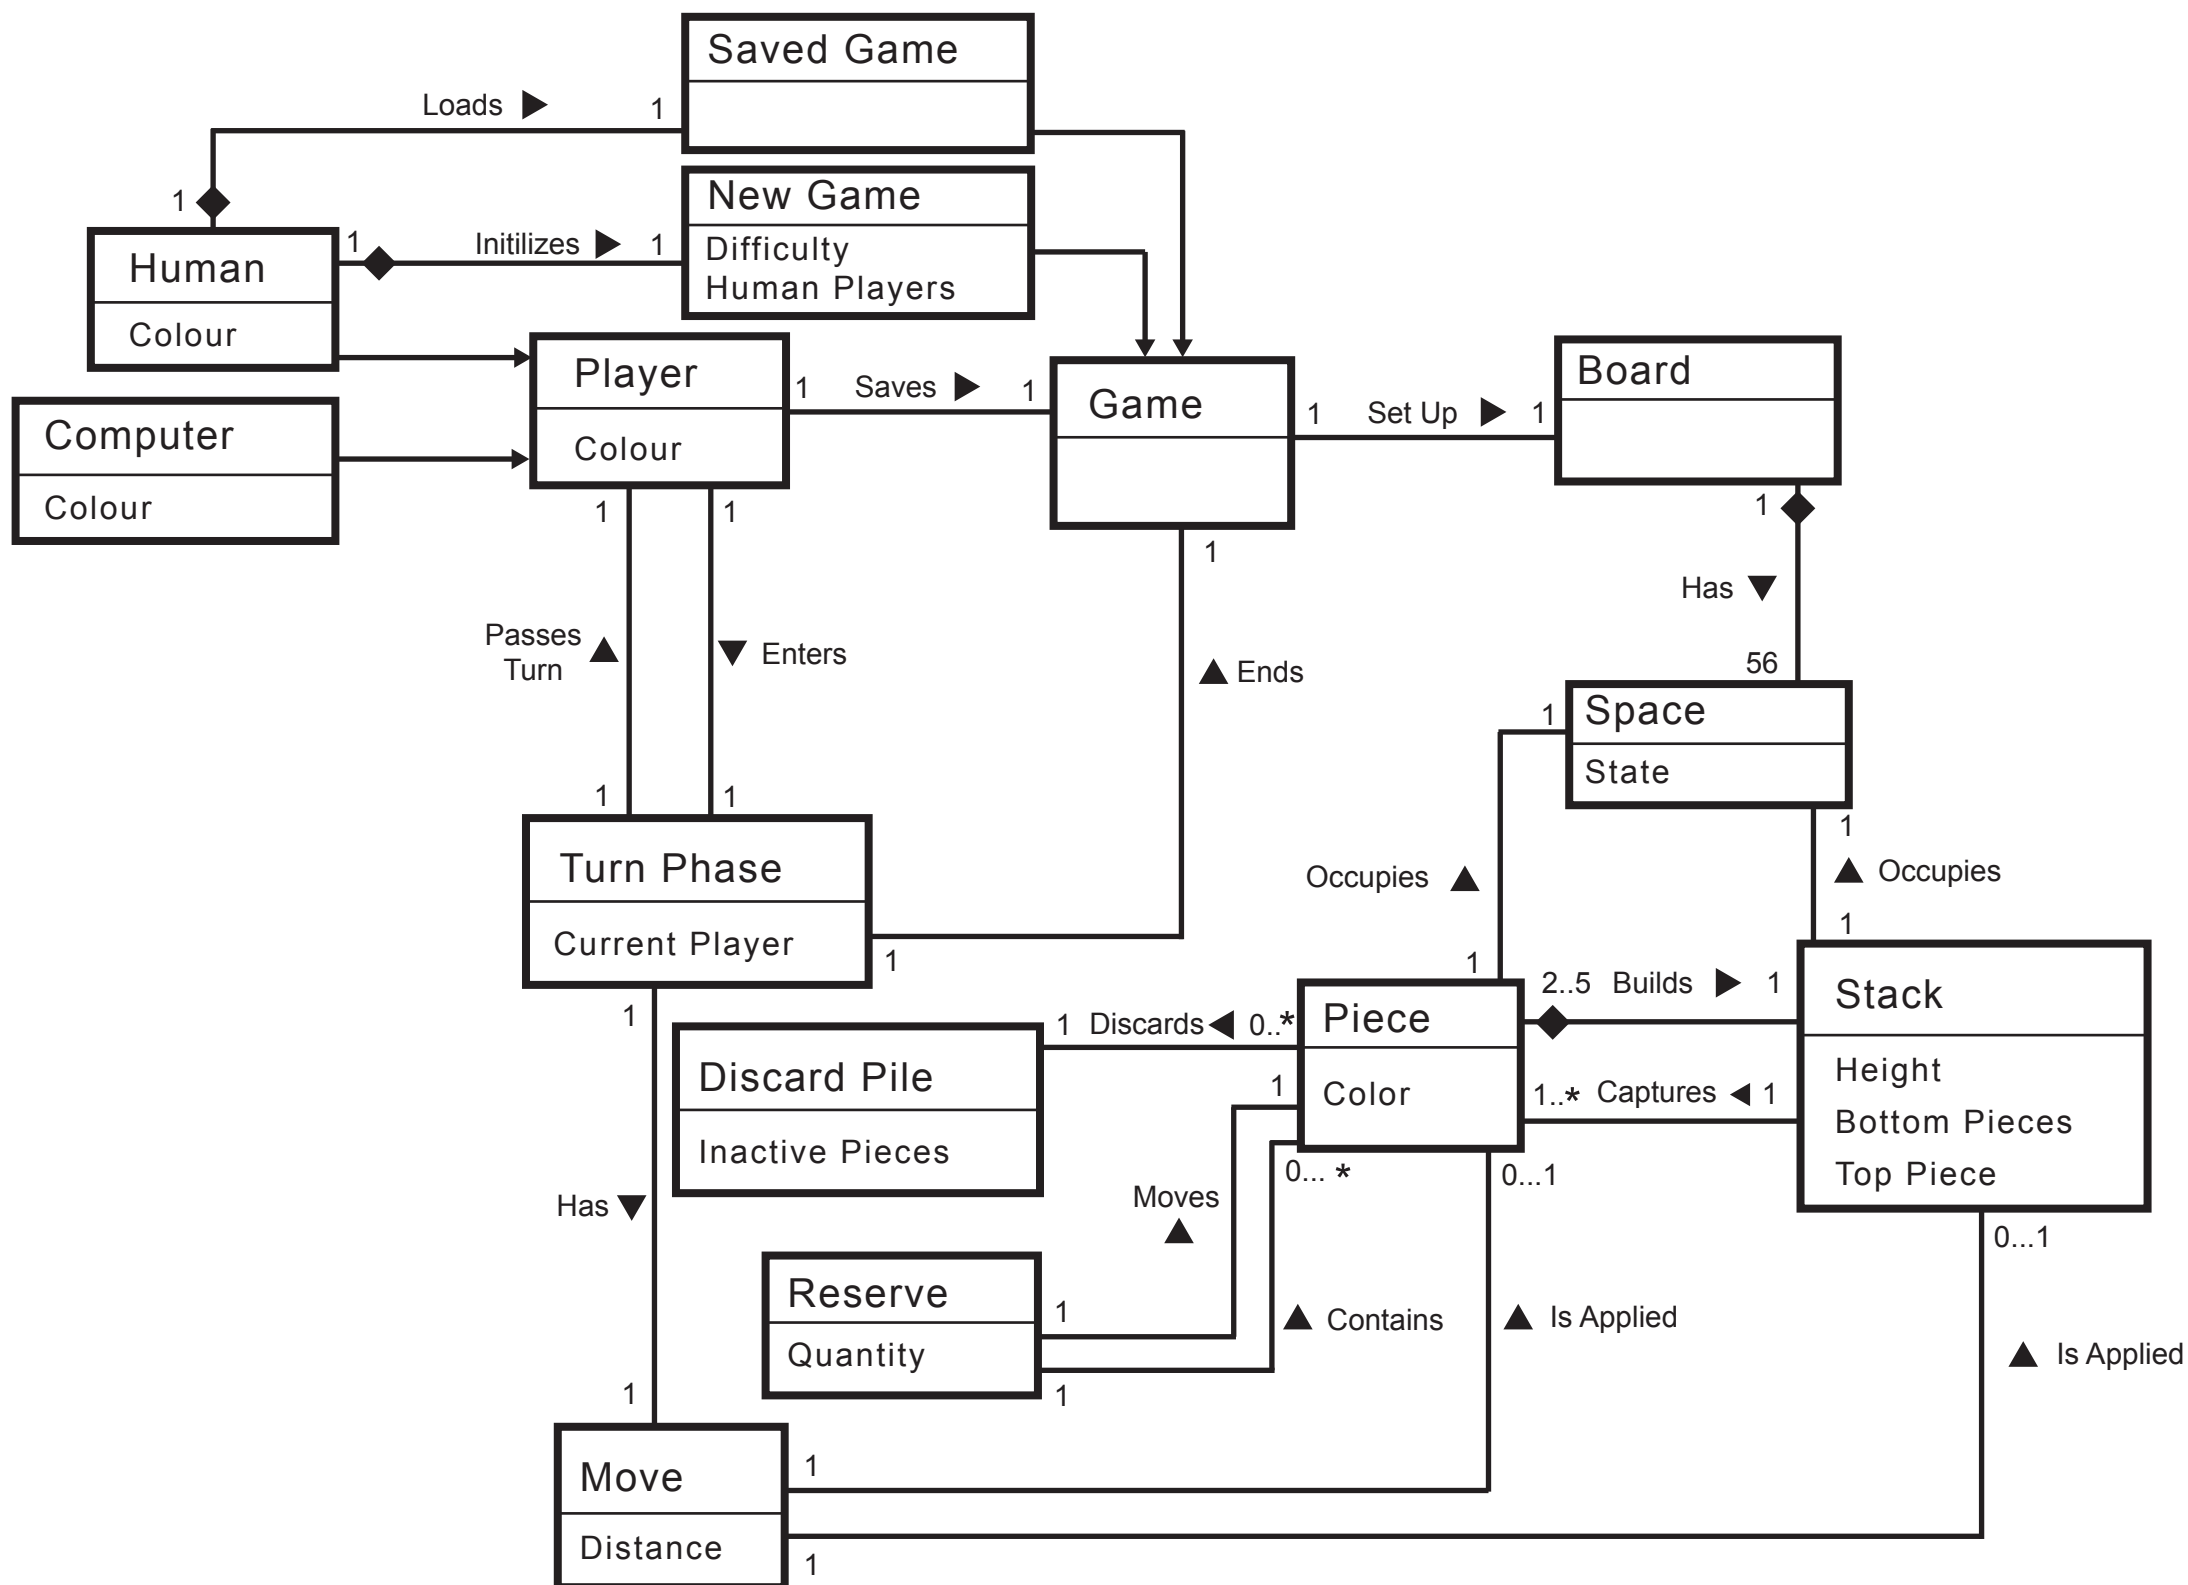 Saved Game
Loads
1
1
New Game
Difficulty
Human Players
1
Initilizes
1
Human
Colour
Player
Colour
1
Saves
1
Game
1
Set Up
1
Board
Computer
Colour
1
1
1
1
Has
56
Passes
Turn
Enters
Ends
Space
State
1
1
1
1
Occupies
Occupies
1
1
Turn Phase
Current Player
1
1
Discard Pile
Inactive Pieces
1
Discards
0..*
Piece
Color
2..5
Builds
1
Stack
Height
Bottom Pieces
Top Piece
1..*
Captures
1
1
0... *
0...1
0...1
Has
Moves
Reserve
Quantity
1
1
Contains
Is Applied
Is Applied
1
Move
Distance
1
1